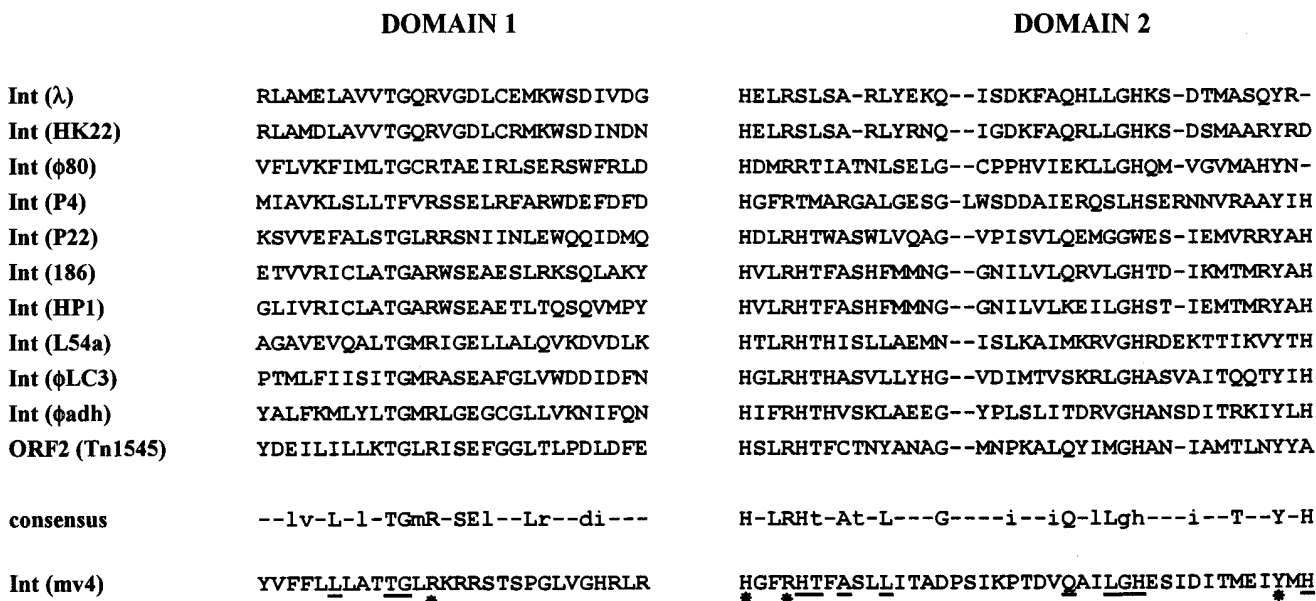 DOMAIN 1 DOMAIN 2
Int (λ) RLAMELAVVTGQRVGDLCEMKWSDIVDG HELRSLSA-RLYEKQ--ISDKFAQHLLGHKS-DTMASQYR-
Int (HK22) RLAMDLAVVTGQRVGDLCRMKWSDINDN HELRSLSA-RLYRNQ--IGDKFAQRLLGHKS-DSMAARYRD
Int (ϕ80) VFLVKFIMLTGCRTAEIRLSERSWFRLD HDMRRTIATNLSELG--CPPHVIEKLLGHQM-VGVMAHYN-
Int (P4) MIAVKLSLLTFVRSSELRFARWDEFDFD HGFRTMARGALGESG-LWSDDAIERQSLHSERNNVRAAYIH
Int (P22) KSVVEFALSTGLRRSNIINLEWQQIDMQ HDLRHTWASWLVQAG--VPISVLQEMGGWES-IEMVRRYAH
Int (186) ETVVRICLATGARWSEAESLRKSQLAKY HVLRHTFASHFMMNG--GNILVLQRVLGHTD-IKMTMRYAH
Int (HP1) GLIVRICLATGARWSEAETLTQSQVMPY HVLRHTFASHFMMNG--GNILVLKEILGHST-IEMTMRYAH
Int (L54a) AGAVEVQALTGMRIGELLALQVKDVDLK HTLRHTHISLLAEMN--ISLKAIMKRVGHRDEKTTIKVYTH
Int (ϕLC3) PTMLFIISITGMRASEAFGLVWDDIDFN HGLRHTHASVLLYHG--VDIMTVSKRLGHASVAITQQTYIH
Int (ϕadh) YALFKMLYLTGMRLGEGCGLLVKNIFQN HIFRHTHVSKLAEEG--YPLSLITDRVGHANSDITRKIYLH
ORF2 (Tn1545) YDEILILLKTGLRISEFGGLTLPDLDFE HSLRHTFCTNYANAG--MNPKALQYIMGHAN-IAMTLNYYA
consensus --lv-L-l-TGmR-SEl--Lr--di--- H-LRHt-At-L---G----i--iQ-lLgh---i--T--Y-H
Int (mv4) YVFFLLLATTGLRKRRSTSPGLVGHRLR HGFRHTFASLLITADPSIKPTDVQAILGHESIDITMEIYMH
* * * *